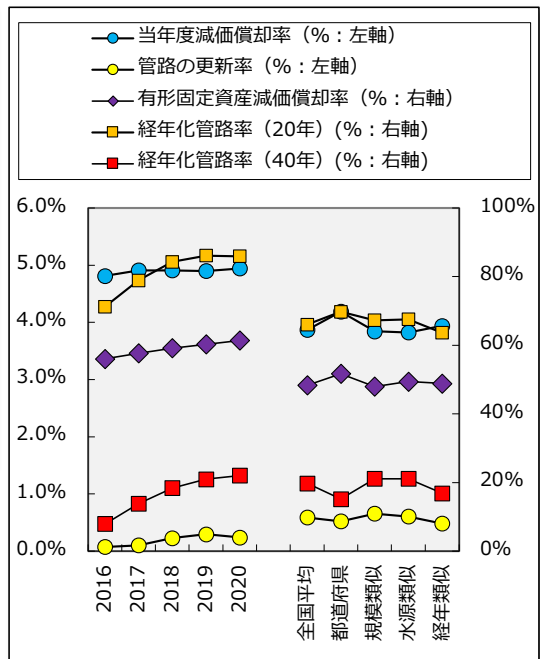 当年度減価償却率（%：左軸）
管路の更新率（%：左軸）
有形固定資産減価償却率（%：右軸）
経年化管路率（20年）(%：右軸)
経年化管路率（40年）(%：右軸)
6.0%
5.0%
4.0%
3.0%
2.0%
1.0%
0.0%
100%
80%
60%
40%
20%
0%
2016
2017
2018
2019
2020
全国平均
都道府県
規模類似
水源類似
経年類似